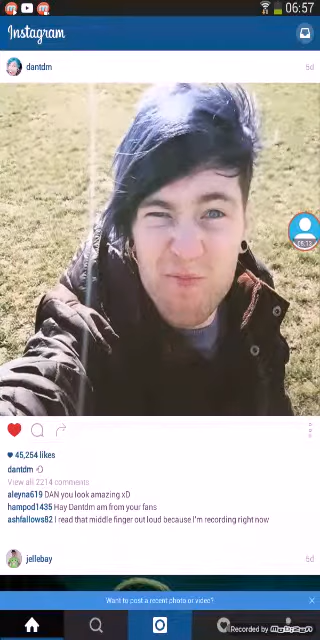 06:57
Instagram
dantdm
5d
45,254 likes
dantdm
View all 2214 comments
aleyna619 DAN you look amazing xD
hampod1435 Hay Dantdm am from your fans
ashfallows82 I read that middle finger out loud because I'm recording right now
jellebay
5d
Want to post a recent photo or video?
Recorded by